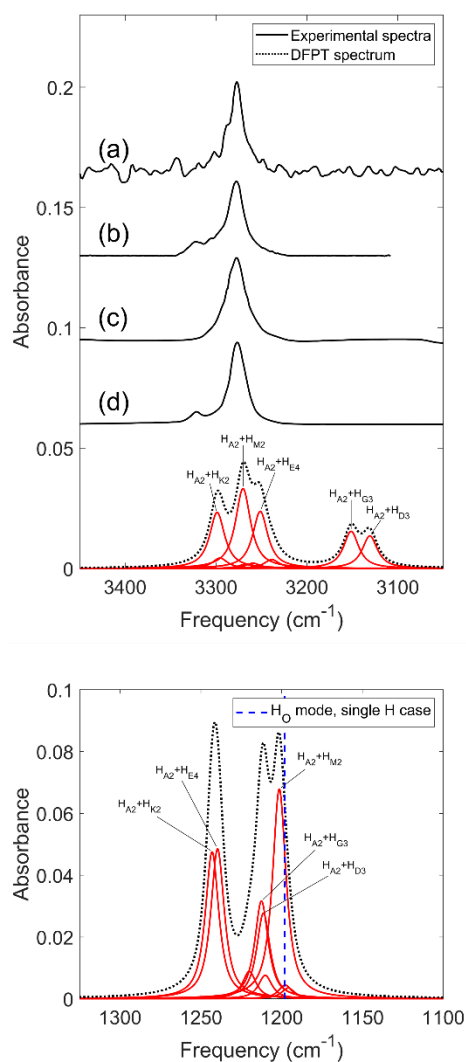 Experimental spectra
DFPT spectrum
0.2
(a)
0.15
(b)
Absorbance
0.1
(c)
(d)
0.05
H_A2+H_M2
H_A2+H_K2
H_A2+H_E4
H_A2+H_G3
H_A2+H_D3
0
3400 3300 3200 3100
Frequency (cm⁻¹)
0.1
H_O mode, single H case
H_A2+H_M2
H_A2+H_E4
0.08
H_A2+H_K2
0.06
Absorbance
H_A2+H_G3
H_A2+H_D3
0.04
0.02
0
1300 1250 1200 1150 1100
Frequency (cm⁻¹)